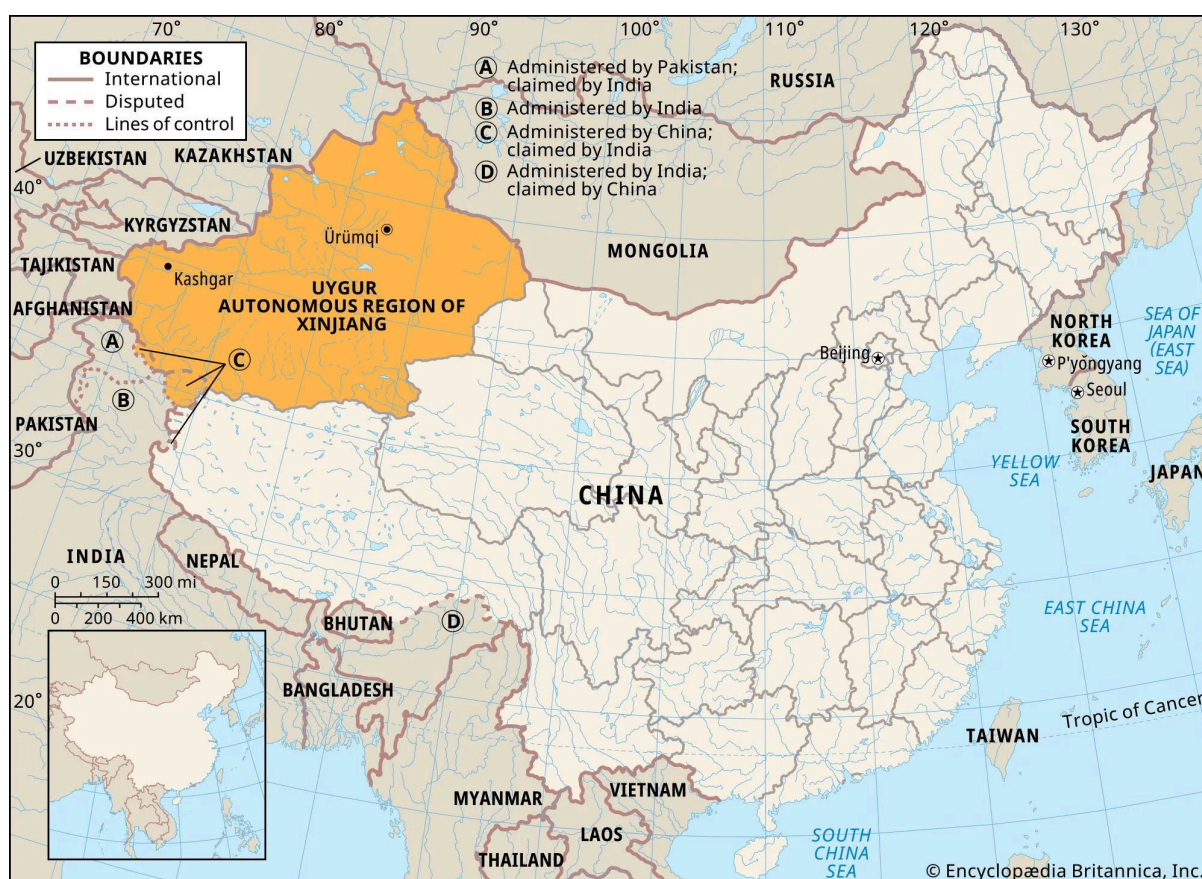 70°
80°
90°
100°
110°
120°
130°
BOUNDARIES
International
Disputed
Lines of control
A Administered by Pakistan;
claimed by India
B Administered by India
C Administered by China;
claimed by India
D Administered by India;
claimed by China
RUSSIA
UZBEKISTAN
KAZAKHSTAN
40°
KYRGYZSTAN
Ürümqi
MONGOLIA
TAJIKISTAN
Kashgar
UYGUR
AUTONOMOUS REGION OF
XINJIANG
AFGHANISTAN
A
C
B
PAKISTAN
30°
Beijing
NORTH
KOREA
P'yŏngyang
Seoul
SOUTH
KOREA
SEA OF
JAPAN
(EAST
SEA)
YELLOW
SEA
JAPAN
CHINA
INDIA
0 150 300 mi
0 200 400 km
NEPAL
BHUTAN
D
BANGLADESH
EAST CHINA
SEA
20°
Tropic of Cancer
TAIWAN
MYANMAR
VIETNAM
LAOS
THAILAND
SOUTH
CHINA
SEA
© Encyclopædia Britannica, Inc.